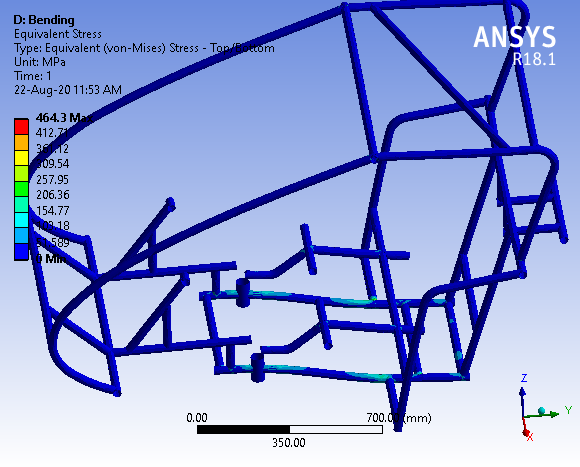 D: Bending
Equivalent Stress
Type: Equivalent (von-Mises) Stress - Top/Bottom
Unit: MPa
Time: 1
22-Aug-20 11:53 AM
ANSYS
R18.1
464.3 Max
412.71
309.54
257.95
206.36
154.77
0 Min
0.00
700.00 (mm)
350.00
Z
Y
X